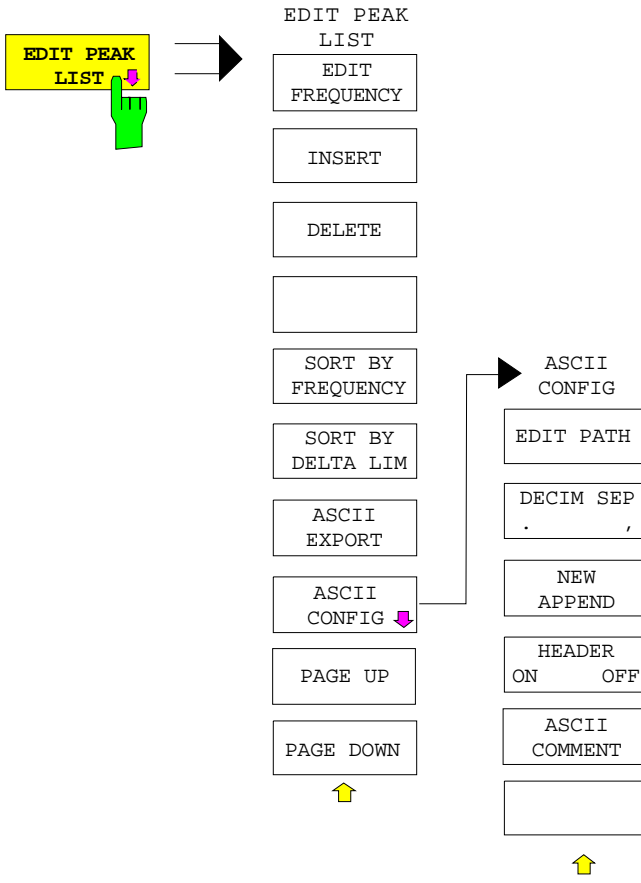 EDIT PEAK
LIST
EDIT PEAK
LIST
EDIT
FREQUENCY
INSERT
DELETE
SORT BY
FREQUENCY
SORT BY
DELTA LIM
ASCII
EXPORT
ASCII
CONFIG
PAGE UP
PAGE DOWN
ASCII
CONFIG
EDIT PATH
DECIM SEP
. ,
NEW
APPEND
HEADER
ON OFF
ASCII
COMMENT